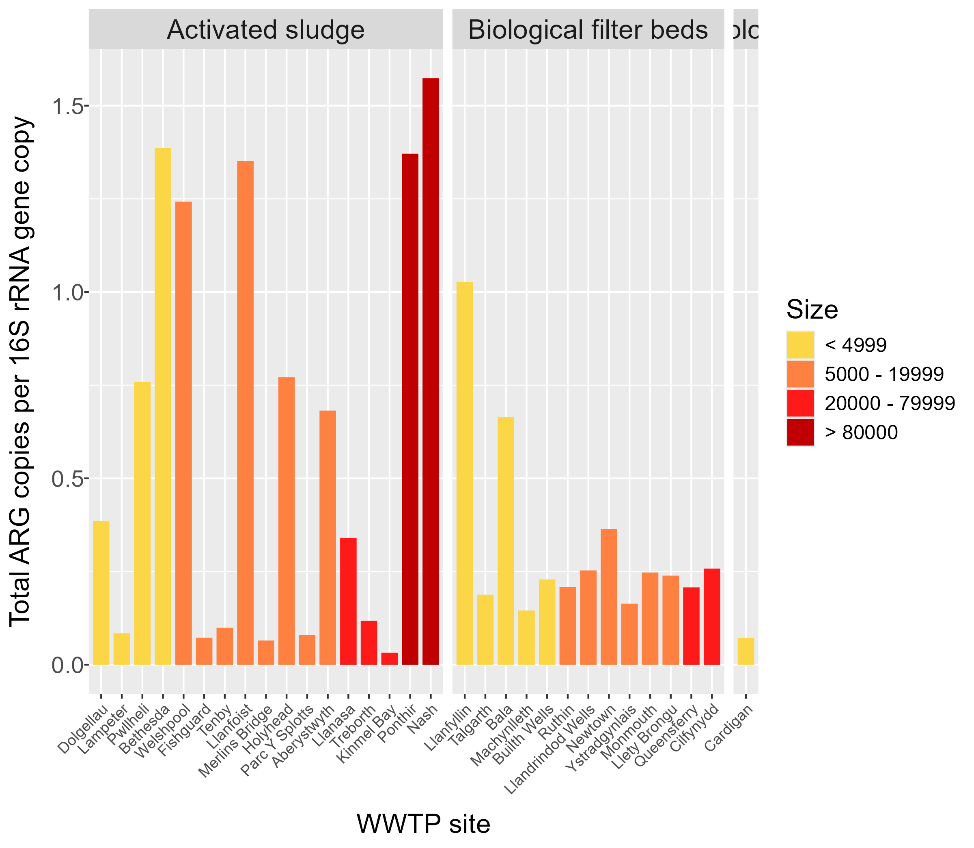 Activated sludge
Biological filter beds
Total ARG copies per 16S rRNA gene copy
1.5
1.0
0.5
0.0
Dolgellau
Lampeter
Pwllheli
Bethesda
Welshpool
Fishguard
Tenby
Llanfoist
Merlins Bridge
Holyhead
Parc Y Splotts
Aberystwyth
Llanasa
Treborth
Kinmel Bay
Ponthir
Nash
Llanfyllin
Talgarth
Bala
Machynlleth
Builth Wells
Ruthin
Llandrindod Wells
Newtown
Ystradgynlais
Monmouth
Llety Brongu
Queensferry
Cilfynydd
Cardigan
WWTP site
Size
< 4999
5000 - 19999
20000 - 79999
> 80000